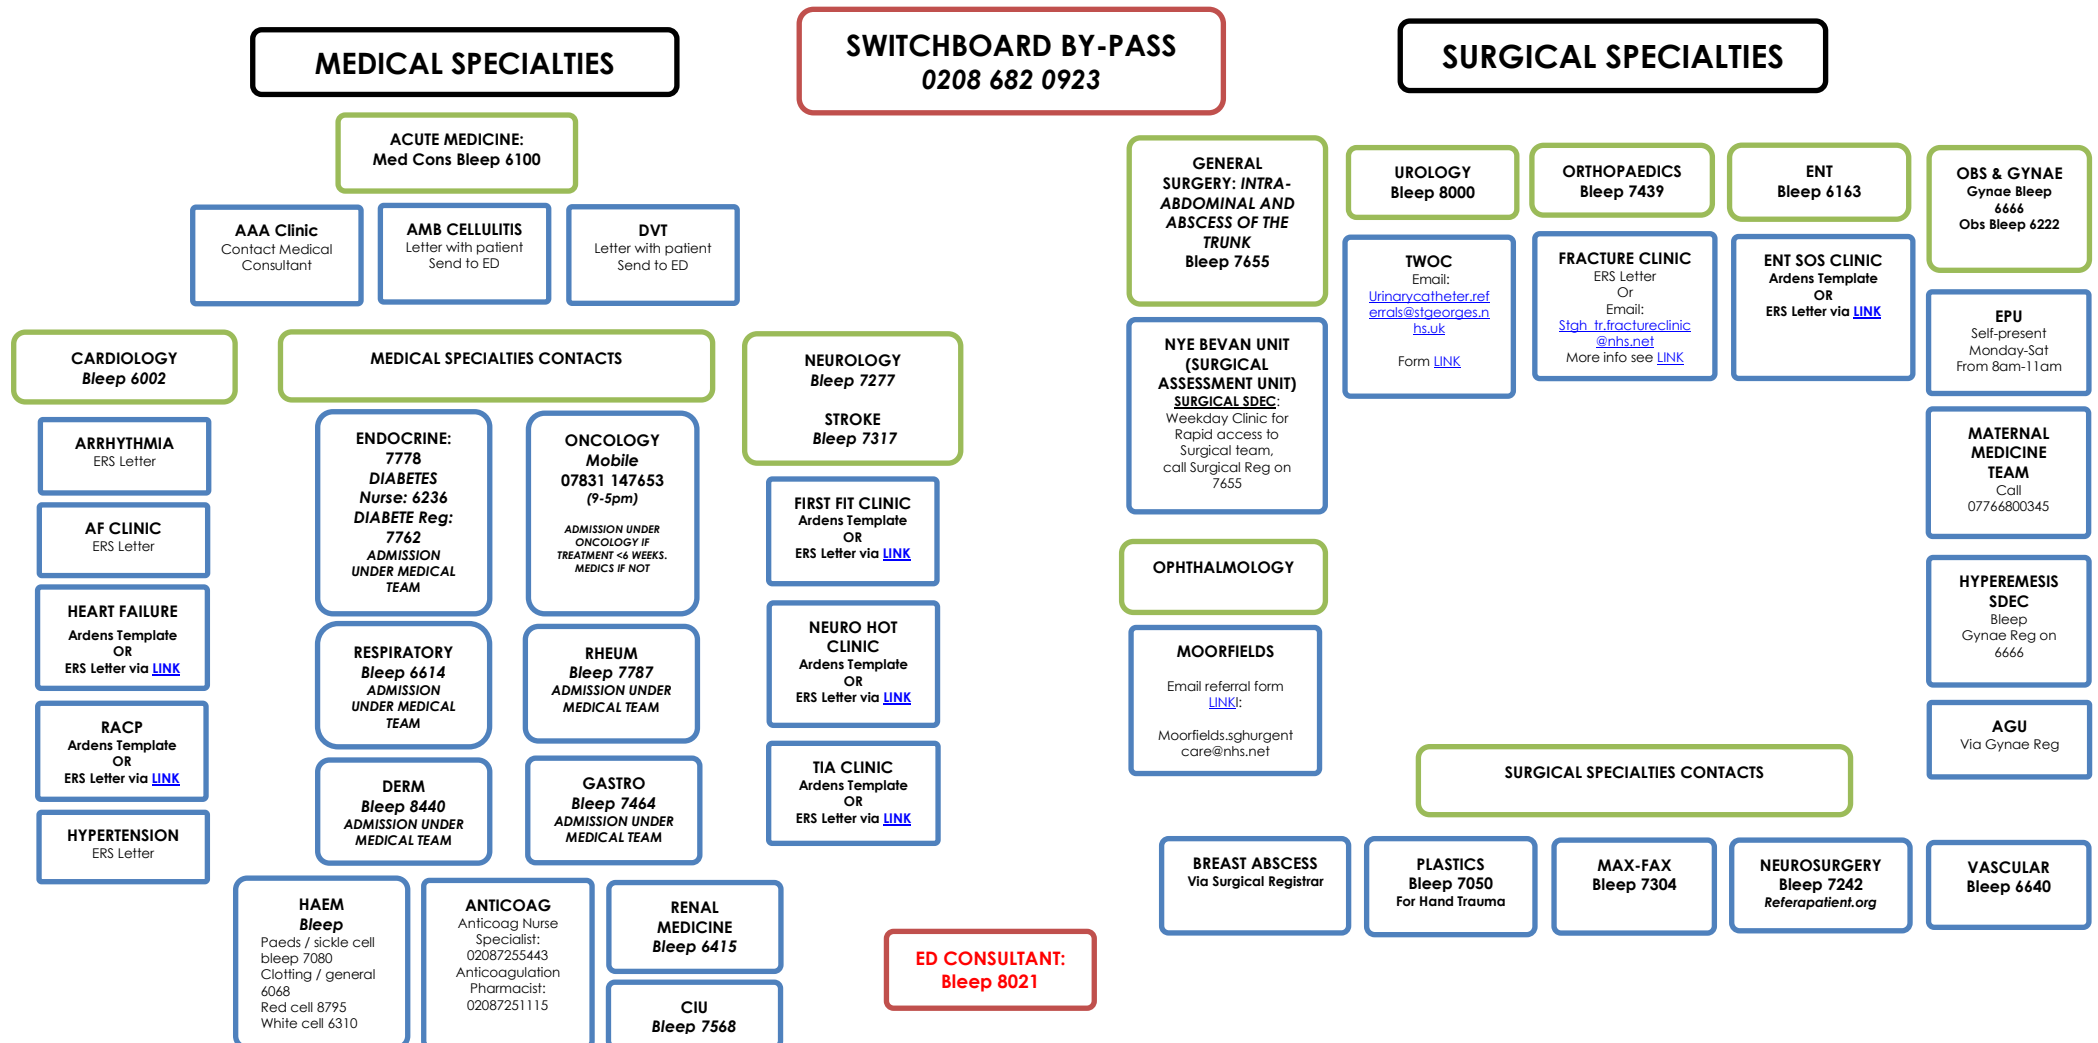 MEDICAL SPECIALTIES
SWITCHBOARD BY-PASS
0208 682 0923
SURGICAL SPECIALTIES
ACUTE MEDICINE:
Med Cons Bleep 6100
AAA Clinic
Contact Medical
Consultant
AMB CELLULITIS
Letter with patient
Send to ED
DVT
Letter with patient
Send to ED
CARDIOLOGY
Bleep 6002
ARRHYTHMIA
ERS Letter
AF CLINIC
ERS Letter
HEART FAILURE
Ardens Template
OR
ERS Letter via LINK
RACP
Ardens Template
OR
ERS Letter via LINK
HYPERTENSION
ERS Letter
MEDICAL SPECIALTIES CONTACTS
ENDOCRINE:
7778
DIABETES
Nurse: 6236
DIABETE Reg:
7762
ADMISSION
UNDER MEDICAL
TEAM
ONCOLOGY
Mobile
07831 147653
(9-5pm)
ADMISSION UNDER
ONCOLOGY IF
TREATMENT <6 WEEKS.
MEDICS IF NOT
RESPIRATORY
Bleep 6614
ADMISSION
UNDER MEDICAL
TEAM
RHEUM
Bleep 7787
ADMISSION UNDER
MEDICAL TEAM
DERM
Bleep 8440
ADMISSION UNDER
MEDICAL TEAM
GASTRO
Bleep 7464
ADMISSION UNDER
MEDICAL TEAM
HAEM
Bleep
Paeds / sickle cell
bleep 7080
Clotting / general
6068
Red cell 8795
White cell 6310
ANTICOAG
Anticoag Nurse
Specialist:
02087255443
Anticoagulation
Pharmacist:
02087251115
RENAL
MEDICINE
Bleep 6415
CIU
Bleep 7568
NEUROLOGY
Bleep 7277
STROKE
Bleep 7317
FIRST FIT CLINIC
Ardens Template
OR
ERS Letter via LINK
NEURO HOT
CLINIC
Ardens Template
OR
ERS Letter via LINK
TIA CLINIC
Ardens Template
OR
ERS Letter via LINK
ED CONSULTANT:
Bleep 8021
GENERAL
SURGERY: INTRA-
ABDOMINAL AND
ABSCESS OF THE
TRUNK
Bleep 7655
NYE BEVAN UNIT
(SURGICAL
ASSESSMENT UNIT)
SURGICAL SDEC:
Weekday Clinic for
Rapid access to
Surgical team,
call Surgical Reg on
7655
OPHTHALMOLOGY
MOORFIELDS
Email referral form
LINKl:
Moorfields.sghurgent
care@nhs.net
UROLOGY
Bleep 8000
TWOC
Email:
Urinarycatheter.ref
errals@stgeorges.n
hs.uk
Form LINK
ORTHOPAEDICS
Bleep 7439
FRACTURE CLINIC
ERS Letter
Or
Email:
Stgh_tr.fractureclinic
@nhs.net
More info see LINK
ENT
Bleep 6163
ENT SOS CLINIC
Ardens Template
OR
ERS Letter via LINK
OBS & GYNAE
Gynae Bleep
6666
Obs Bleep 6222
EPU
Self-present
Monday-Sat
From 8am-11am
MATERNAL
MEDICINE
TEAM
Call
07766800345
HYPEREMESIS
SDEC
Bleep
Gynae Reg on
6666
AGU
Via Gynae Reg
SURGICAL SPECIALTIES CONTACTS
BREAST ABSCESS
Via Surgical Registrar
PLASTICS
Bleep 7050
For Hand Trauma
MAX-FAX
Bleep 7304
NEUROSURGERY
Bleep 7242
Referapatient.org
VASCULAR
Bleep 6640